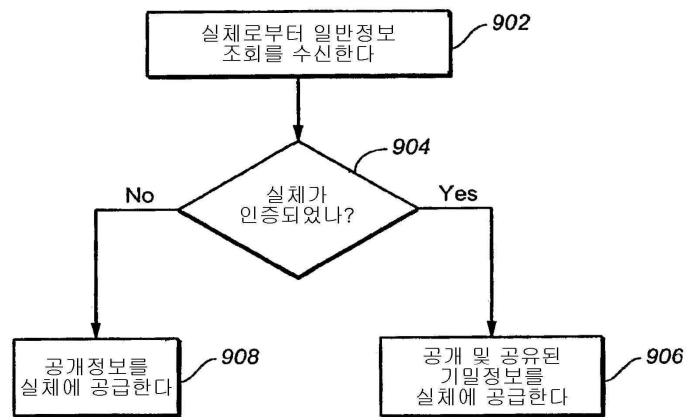 실체로부터 일반정보
조회를 수신한다
902
904
실체가
인증되었나?
No
Yes
공개정보를
실체에 공급한다
908
공개 및 공유된
기밀정보를
실체에 공급한다
906